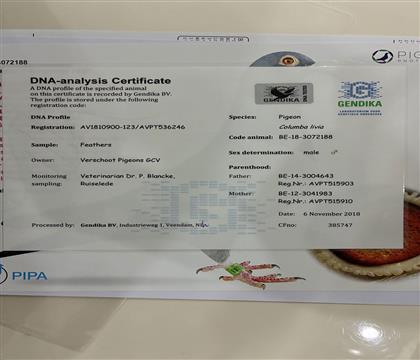 3072188
PIG
DNA-analysis Certificate
A DNA profile of the specified animal
on this certificate is recorded by Gendika BV.
The profile is stored under the following
registration code:
GENDIKA
GENDIKA
DNA Profile
Registration: AV1810900-123/AVPT536246
Sample: Feathers
Owner: Verschoot Pigeons GCV
Monitoring Veterinarian Dr. P. Blancke,
sampling: Ruiselede
Species: Pigeon
Columba livia
Code animal: BE-18-3072188
Sex determination: male ♂
Parenthood:
Father: BE-14-3004643
Reg.Nr.: AVPT515903
Mother: BE-12-3041983
Reg.Nr.: AVPT515910
Date: 6 November 2018
Processed by: Gendika BV, Industrieweg 1, Veendam,
CFno: 385747
PIPA